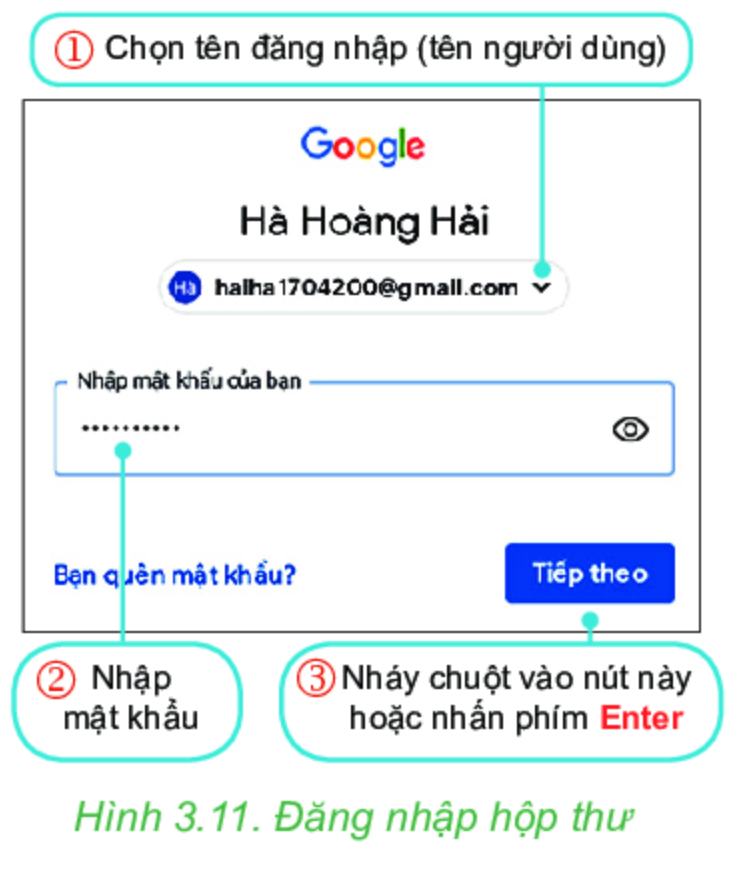 ① Chọn tên đăng nhập (tên người dùng)
Google
Hà Hoàng Hải
Hà haiha1704200@gmail.com
Nhập mật khẩu của bạn
••••••••••
Bạn quên mật khẩu?
Tiếp theo
② Nhập
mật khẩu
③ Nháy chuột vào nút này
hoặc nhấn phím Enter
Hình 3.11. Đăng nhập hộp thư